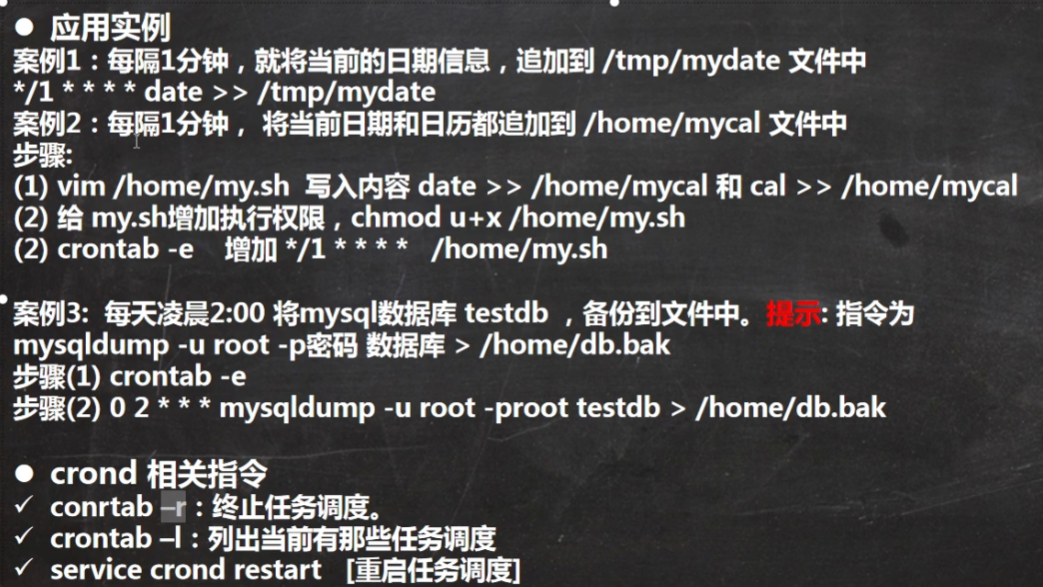 ● 应用实例
案例1：每隔1分钟，就将当前的日期信息，追加到 /tmp/mydate 文件中
*/1 * * * * date >> /tmp/mydate
案例2：每隔1分钟， 将当前日期和日历都追加到 /home/mycal 文件中
步骤:
(1) vim /home/my.sh 写入内容 date >> /home/mycal 和 cal >> /home/mycal
(2) 给 my.sh增加执行权限，chmod u+x /home/my.sh
(2) crontab -e 增加 */1 * * * * /home/my.sh
案例3: 每天凌晨2:00 将mysql数据库 testdb ，备份到文件中。提示: 指令为
mysqldump -u root -p密码 数据库 > /home/db.bak
步骤(1) crontab -e
步骤(2) 0 2 * * * mysqldump -u root -proot testdb > /home/db.bak
● crond 相关指令
✓ conrtab –r：终止任务调度。
✓ crontab –l：列出当前有那些任务调度
✓ service crond restart [重启任务调度]